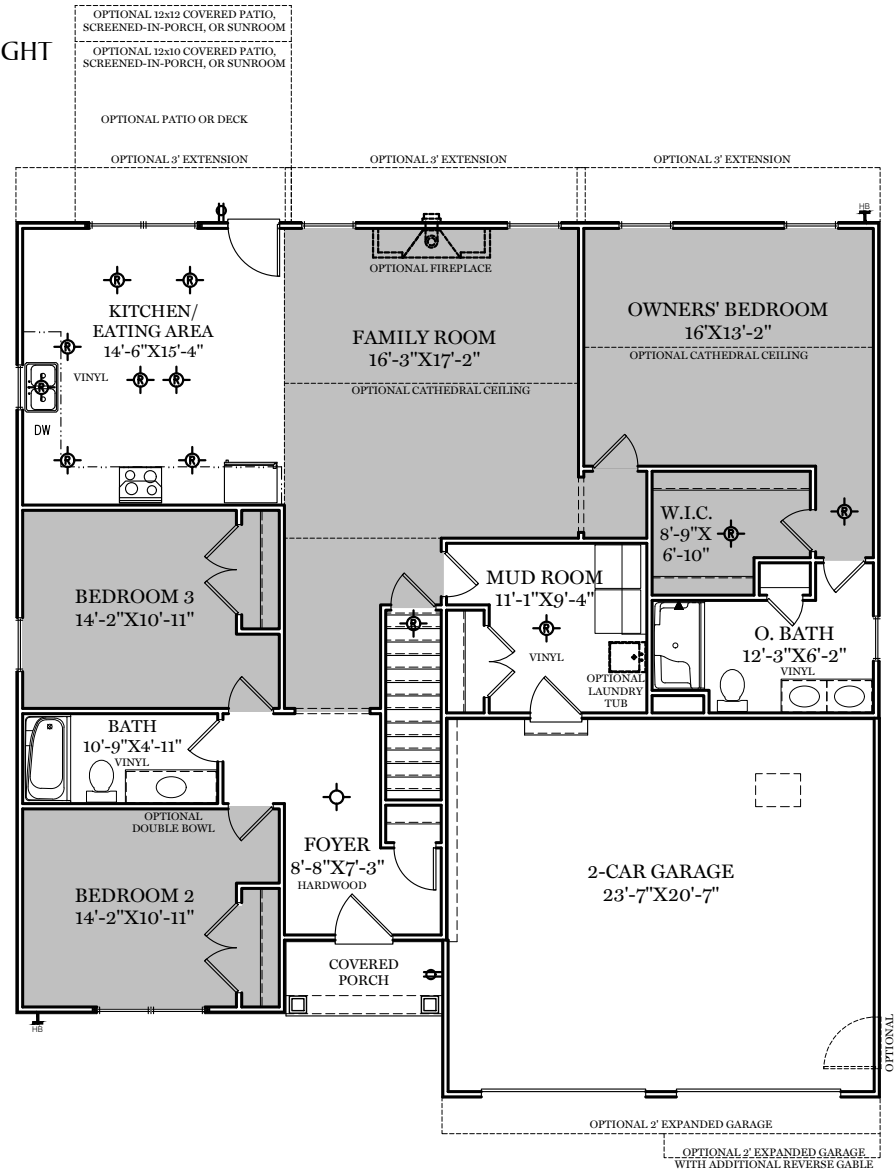 OPTIONAL 12x12 COVERED PATIO,
SCREENED-IN-PORCH, OR SUNROOM
GHT
OPTIONAL 12x10 COVERED PATIO,
SCREENED-IN-PORCH, OR SUNROOM
OPTIONAL PATIO OR DECK
OPTIONAL 3' EXTENSION
OPTIONAL 3' EXTENSION
OPTIONAL 3' EXTENSION
HB
OPTIONAL FIREPLACE
R
R
KITCHEN/
EATING AREA
14'-6"X15'-4"
R
VINYL
R
R
R
DW
R
R
FAMILY ROOM
16'-3"X17'-2"
OPTIONAL CATHEDRAL CEILING
OWNERS' BEDROOM
16'X13'-2"
OPTIONAL CATHEDRAL CEILING
W.I.C.
8'-9"X
6'-10"
R
R
BEDROOM 3
14'-2"X10'-11"
MUD ROOM
11'-1"X9'-4"
R
R
VINYL
OPTIONAL
LAUNDRY
TUB
O. BATH
12'-3"X6'-2"
VINYL
BATH
10'-9"X4'-11"
VINYL
OPTIONAL
DOUBLE BOWL
FOYER
8'-8"X7'-3"
HARDWOOD
BEDROOM 2
14'-2"X10'-11"
2-CAR GARAGE
23'-7"X20'-7"
COVERED
PORCH
HB
OPTIONAL
OPTIONAL 2' EXPANDED GARAGE
OPTIONAL 2' EXPANDED GARAGE
WITH ADDITIONAL REVERSE GABLE